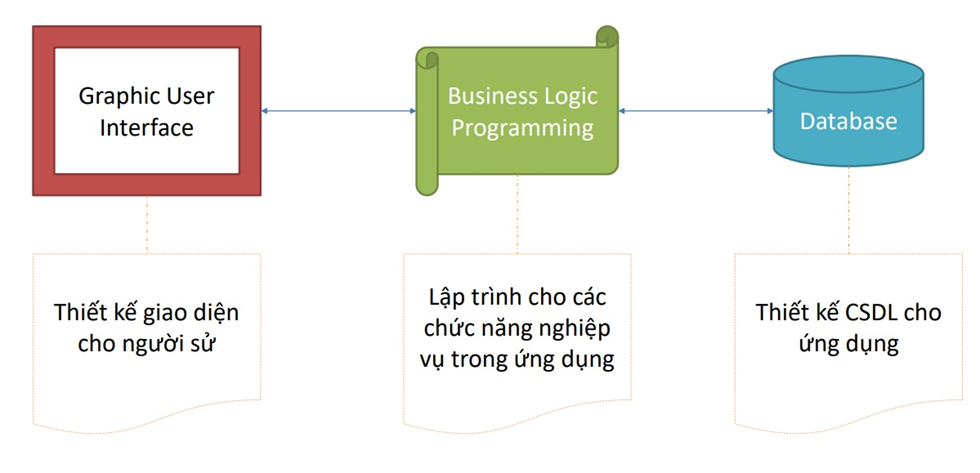 Graphic User
Interface
Business Logic
Programming
Database
Thiết kế giao diện
cho người sử
Lập trình cho các
chức năng nghiệp
vụ trong ứng dụng
Thiết kế CSDL cho
ứng dụng